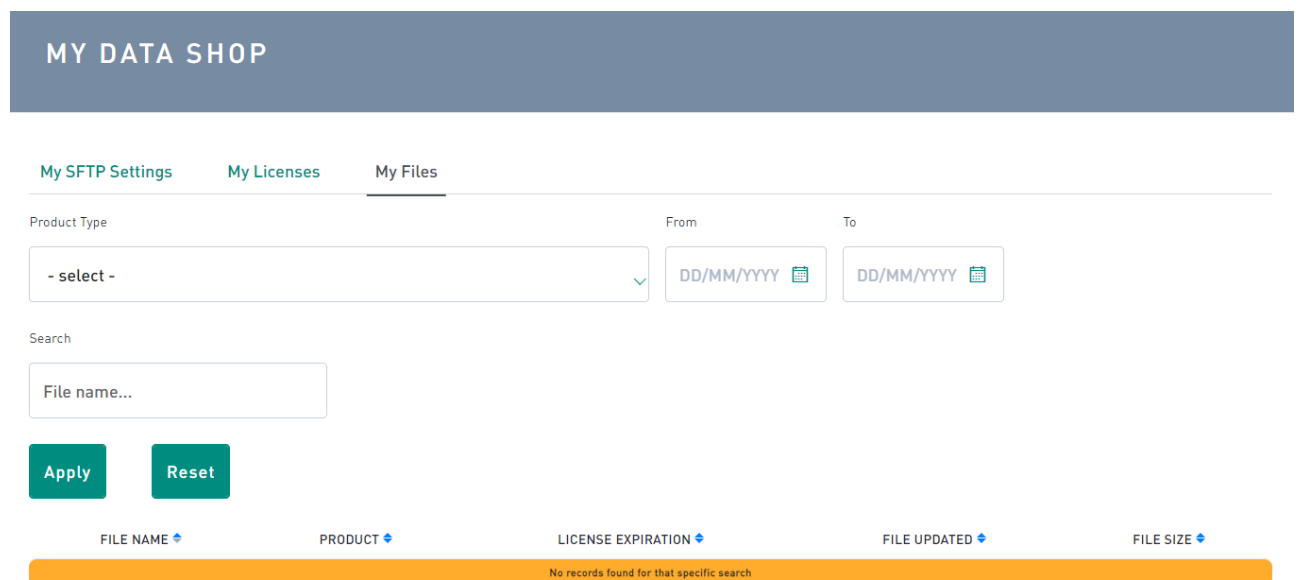 MY DATA SHOP
My SFTP Settings My Licenses My Files
Product Type From To
- select - DD/MM/YYYY DD/MM/YYYY
Search
File name...
Apply Reset
FILE NAME PRODUCT LICENSE EXPIRATION FILE UPDATED FILE SIZE
No records found for that specific search